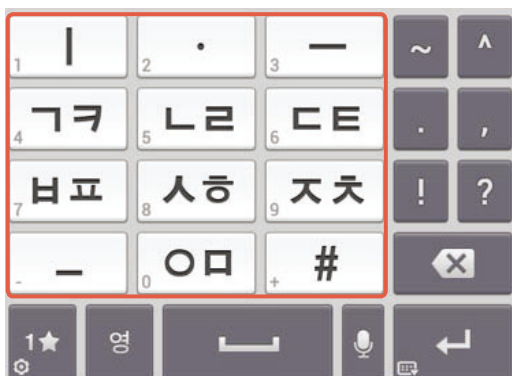 1 ㅣ 2 · 3 ㅡ ~ ^
4 ㄱㅋ 5 ㄴㄹ 6 ㄷㅌ . ,
7 ㅂㅍ 8 ㅅㅎ 9 ㅈㅊ ! ?
- _ 0 ㅇㅁ + #
1★ 영